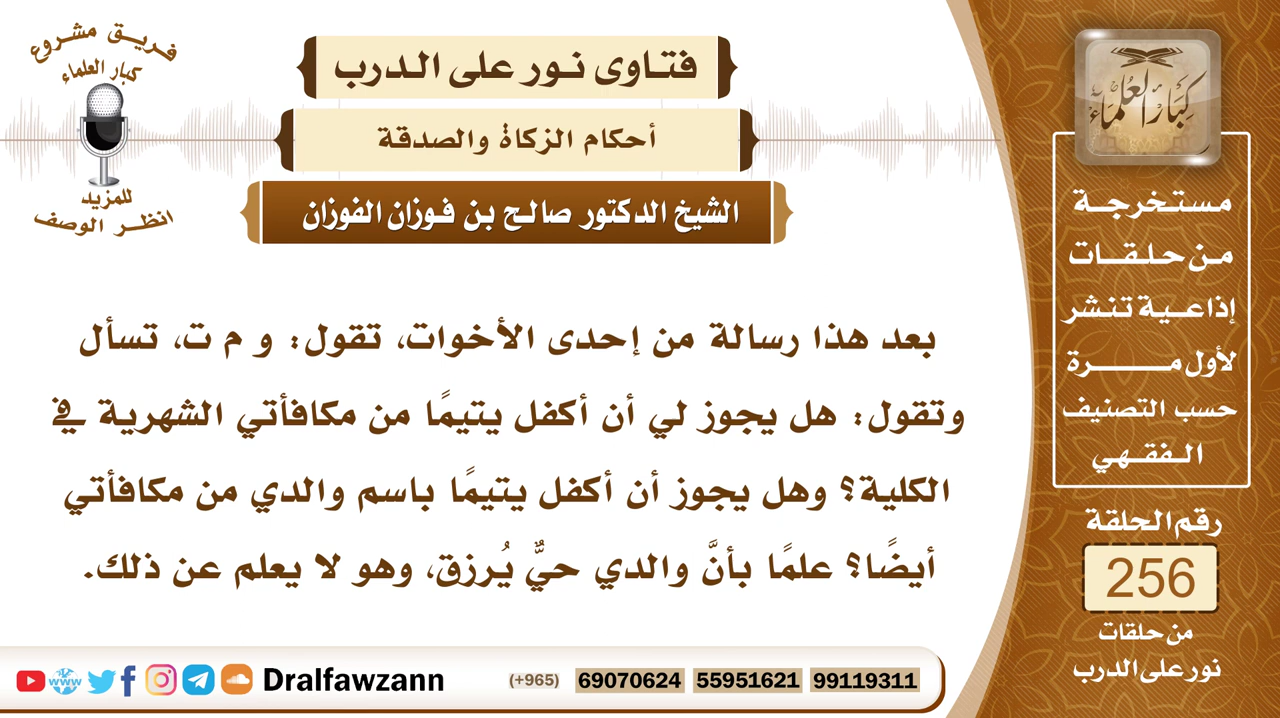 فريق مشروع
كبار العلماء
للمزيد
انظر الوصف
فتاوى نور على الدرب
أحكام الزكاة والصدقة
الشيخ الدكتور صالح بن فوزان الفوزان
بعد هذا رسالة من إحدى الأخوات، تقول: و م ت، تسأل
وتقول: هل يجوز لي أن أكفل يتيمًا من مكافأتي الشهرية في
الكلية؟ وهل يجوز أن أكفل يتيمًا باسم والدي من مكافأتي
أيضًا؟ علمًا بأنَّ والدي حيٌّ يُرزق، وهو لا يعلم عن ذلك.
كبار العلماء
مستخرجة
من حلقات
إذاعية تنشر
لأول مرة
حسب التصنيف
الفقهي
رقم الحلقة
256
من حلقات
نور على الدرب
www Dralfawzann (+965) 69070624 55951621 99119311